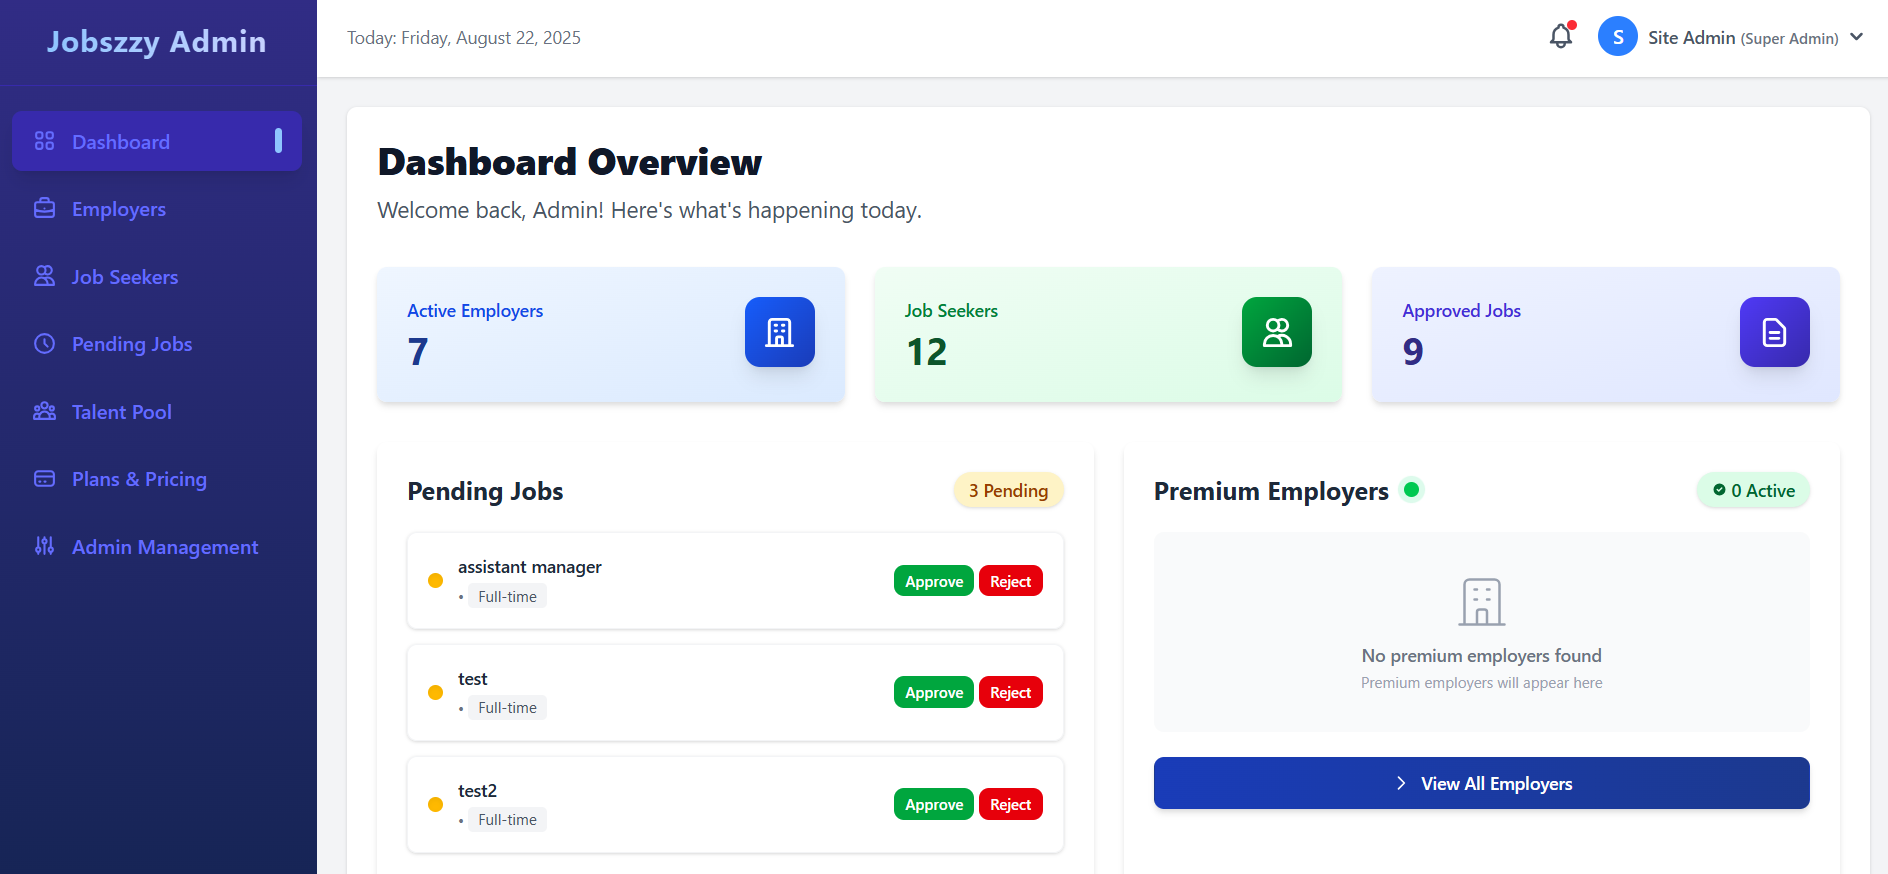 Jobszzy Admin
Today: Friday, August 22, 2025
S
Site Admin (Super Admin)
Dashboard
Employers
Job Seekers
Pending Jobs
Talent Pool
Plans & Pricing
Admin Management
Dashboard Overview
Welcome back, Admin! Here's what's happening today.
Active Employers
7
Job Seekers
12
Approved Jobs
9
Pending Jobs
3 Pending
assistant manager
• Full-time
Approve Reject
test
• Full-time
Approve Reject
test2
• Full-time
Approve Reject
Premium Employers
0 Active
No premium employers found
Premium employers will appear here
View All Employers